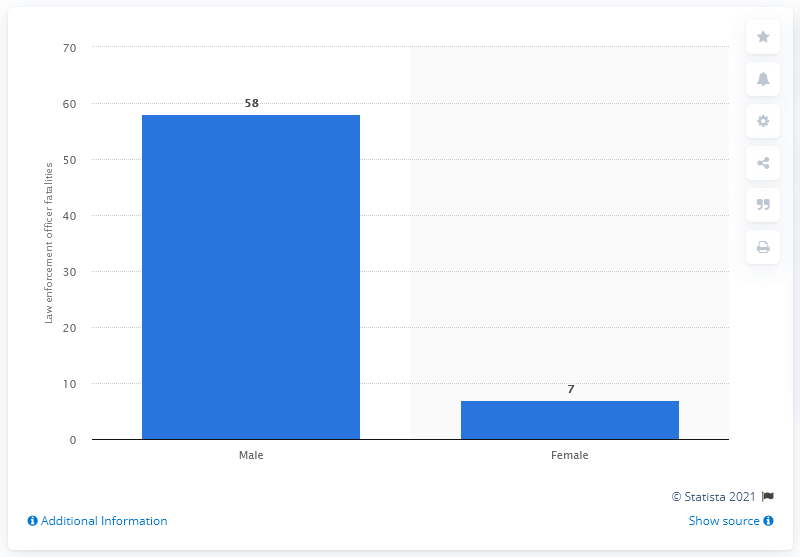 70
60
50
40
30
20
10
0
Law enforcement officer fatalities
58
7
Male
Female
© Statista 2021
Additional Information
Show source